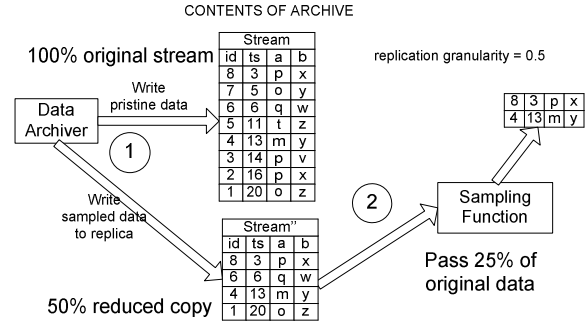 CONTENTS OF ARCHIVE
100% original stream
Stream
id ts a b
8 3 p x
7 5 o y
6 6 q w
5 11 t z
4 13 m y
3 14 p v
2 16 p x
1 20 o z
replication granularity = 0.5
Write
pristine data
Data
Archiver
1
8 3 p x
4 13 m y
Write
sampled data
to replica
2
Sampling
Function
Stream''
id ts a b
8 3 p x
6 6 q w
4 13 m y
1 20 o z
50% reduced copy
Pass 25% of
original data